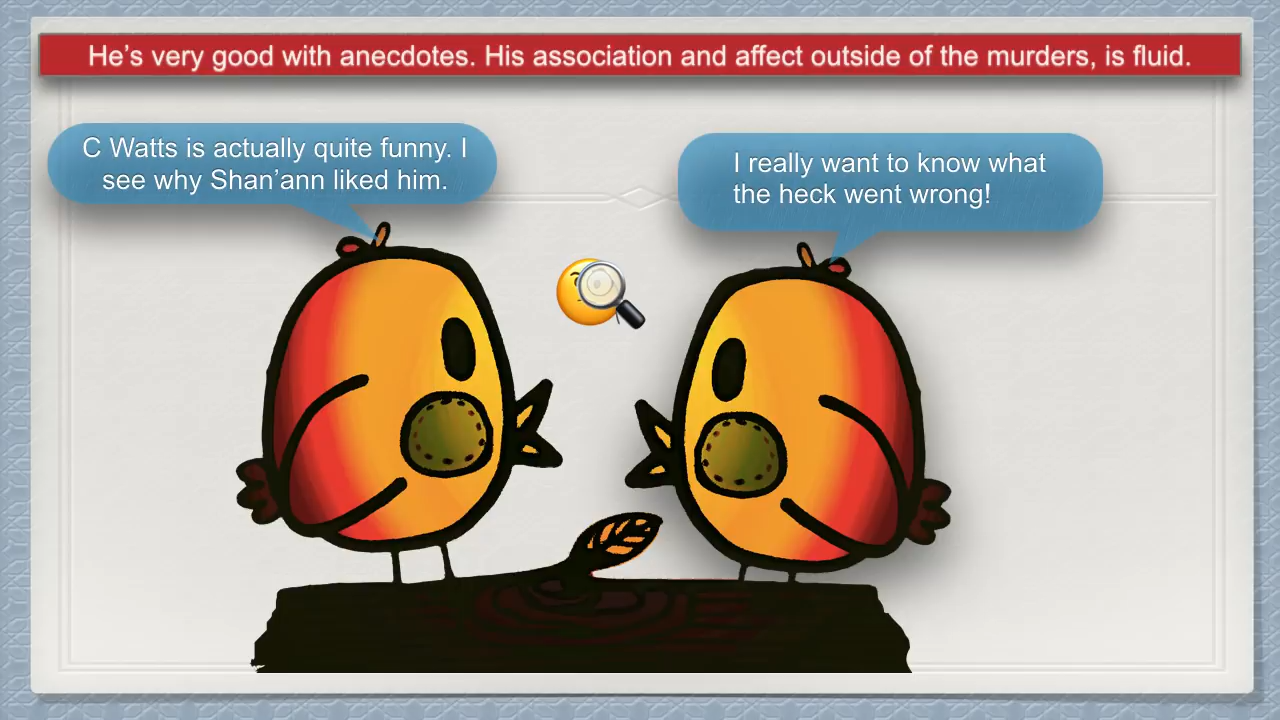 He’s very good with anecdotes. His association and affect outside of the murders, is fluid.
C Watts is actually quite funny. I
see why Shan’ann liked him.
I really want to know what
the heck went wrong!